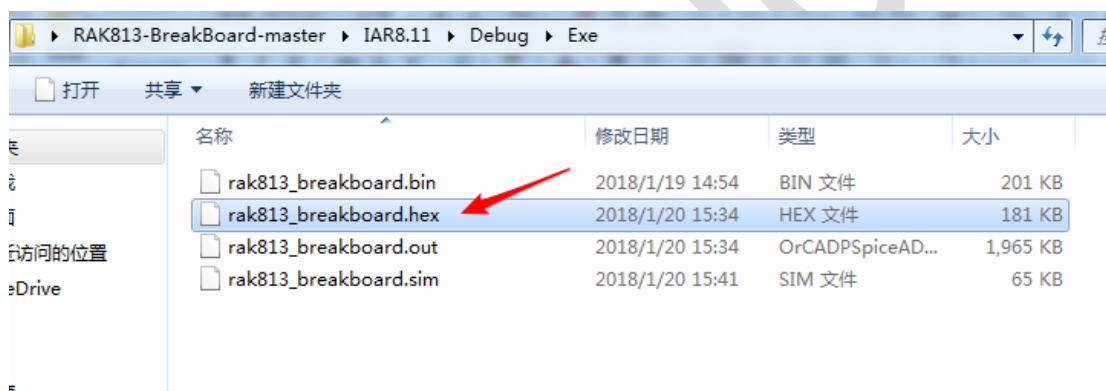 RAK813-BreakBoard-master ▸ IAR8.11 ▸ Debug ▸ Exe
打开 共享 新建文件夹
名称 修改日期 类型 大小
rak813_breakboard.bin 2018/1/19 14:54 BIN 文件 201 KB
rak813_breakboard.hex 2018/1/20 15:34 HEX 文件 181 KB
rak813_breakboard.out 2018/1/20 15:34 OrCADPSpiceAD... 1,965 KB
访问的位置
rak813_breakboard.sim 2018/1/20 15:41 SIM 文件 65 KB
eDrive